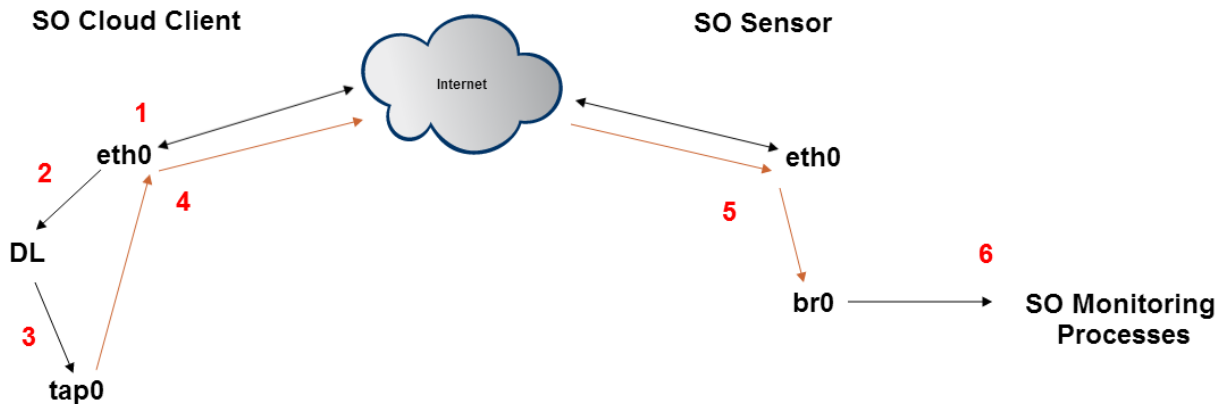 SO Cloud Client
SO Sensor
Internet
1
eth0
2
4
DL
3
tap0
eth0
5
6
br0
SO Monitoring
Processes